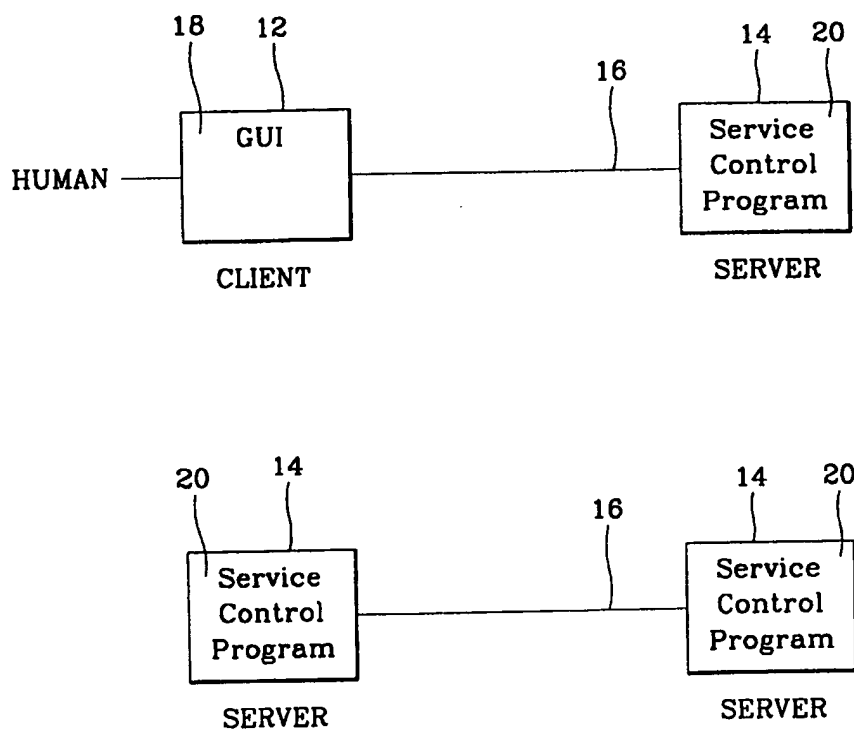 18 12 14 20
16
GUI
Service
Control
Program
HUMAN
CLIENT
SERVER
20 14 14 20
16
Service
Control
Program
Service
Control
Program
SERVER
SERVER